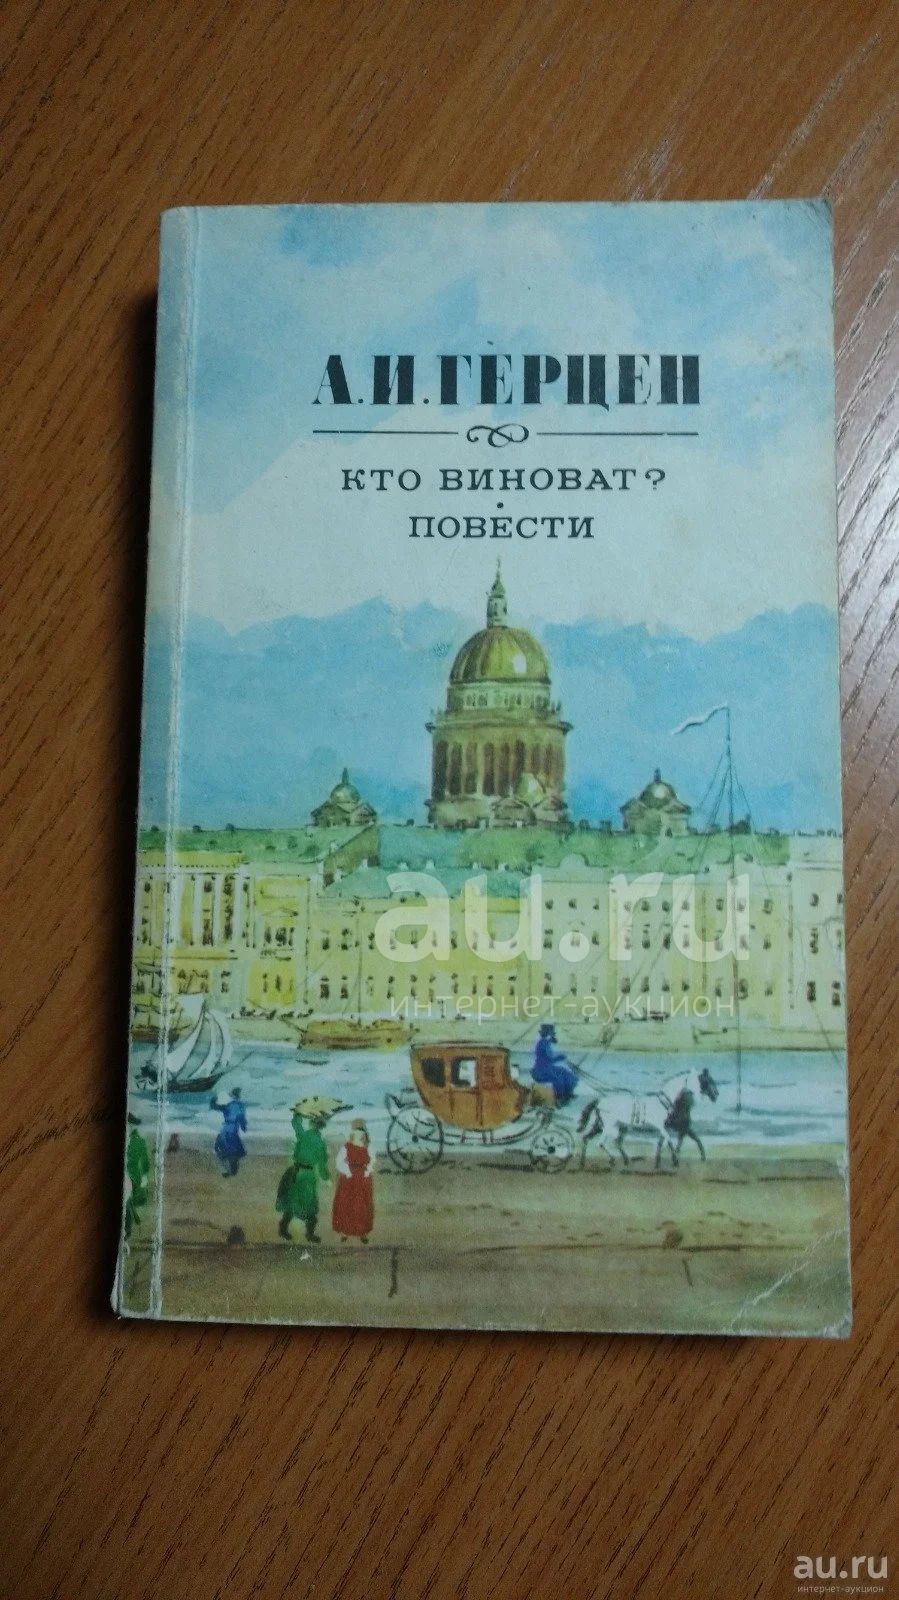 А.И.ГЕРЦЕН
КТО ВИНОВАТ?
ПОВЕСТИ
au.ru
интернет-аукцион
au.ru
интернет-аукцион